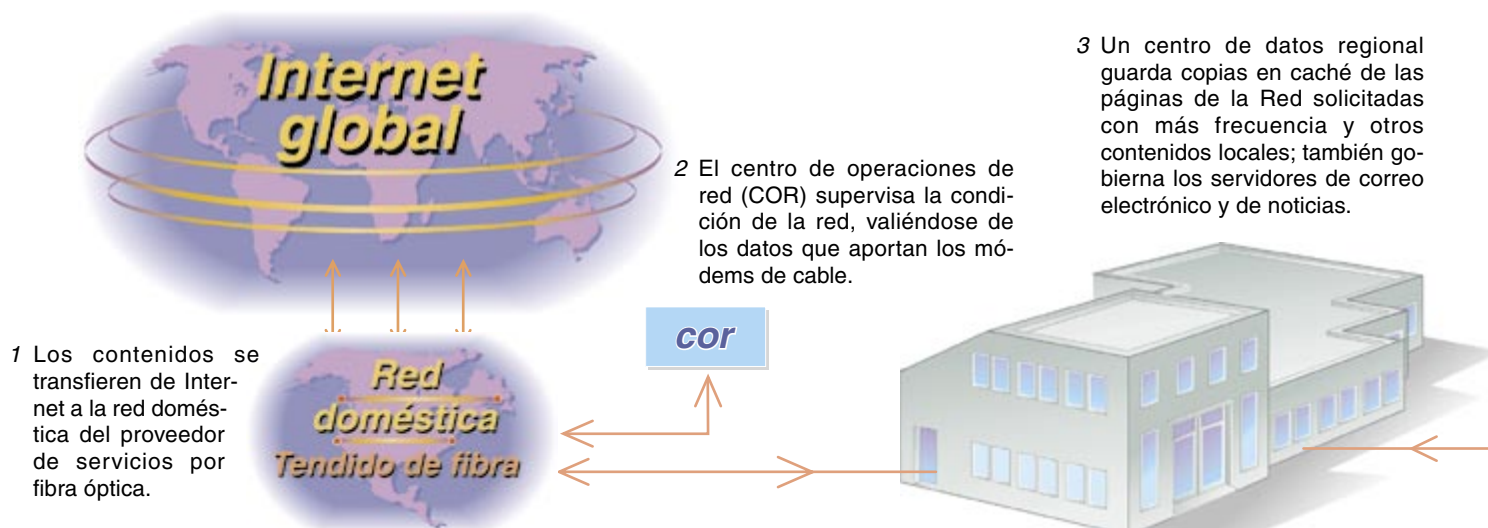 Internet
global
1 Los contenidos se
transfieren de Inter-
net a la red domés-
tica del proveedor
de servicios por
fibra óptica.
Red
doméstica
Tendido de fibra
2 El centro de operaciones de
red (COR) supervisa la condi-
ción de la red, valiéndose de
los datos que aportan los mó-
dems de cable.
cor
3 Un centro de datos regional
guarda copias en caché de las
páginas de la Red solicitadas
con más frecuencia y otros
contenidos locales; también go-
bierna los servidores de correo
electrónico y de noticias.